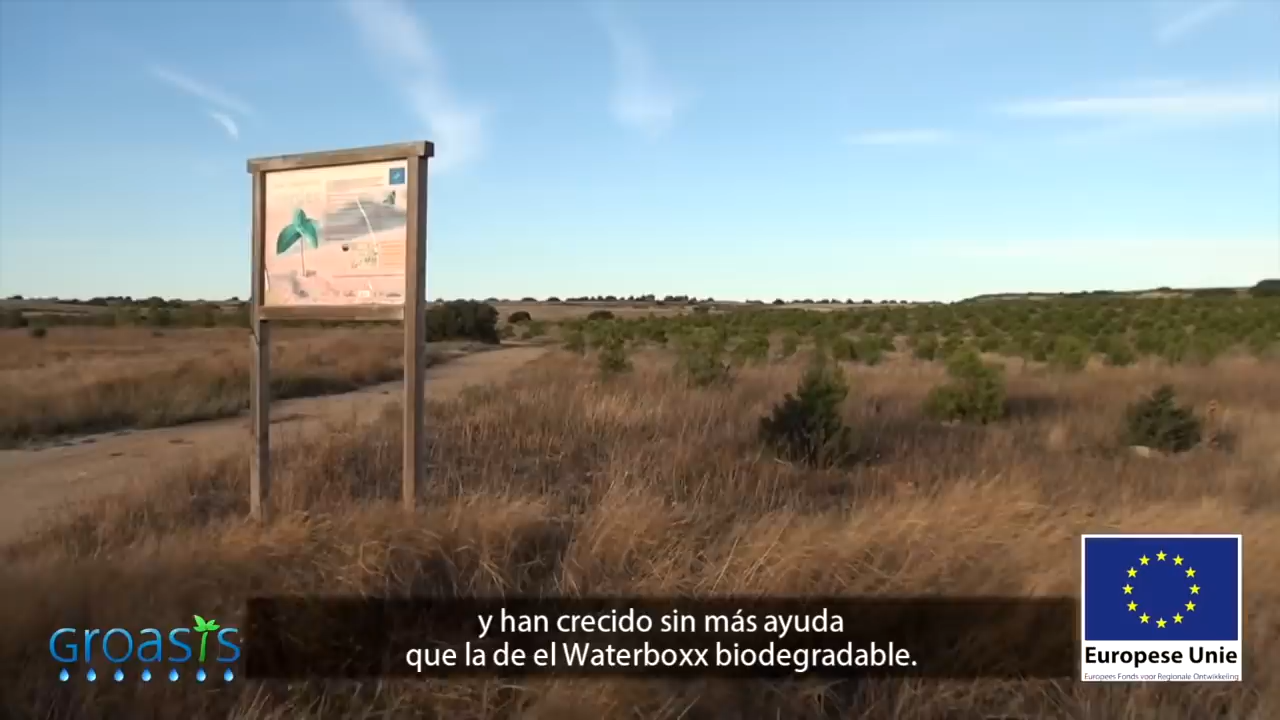 y han crecido sin más ayuda
que la de el Waterboxx biodegradable.
GROASIS
Europese Unie
Europees Fonds voor Regionale Ontwikkeling